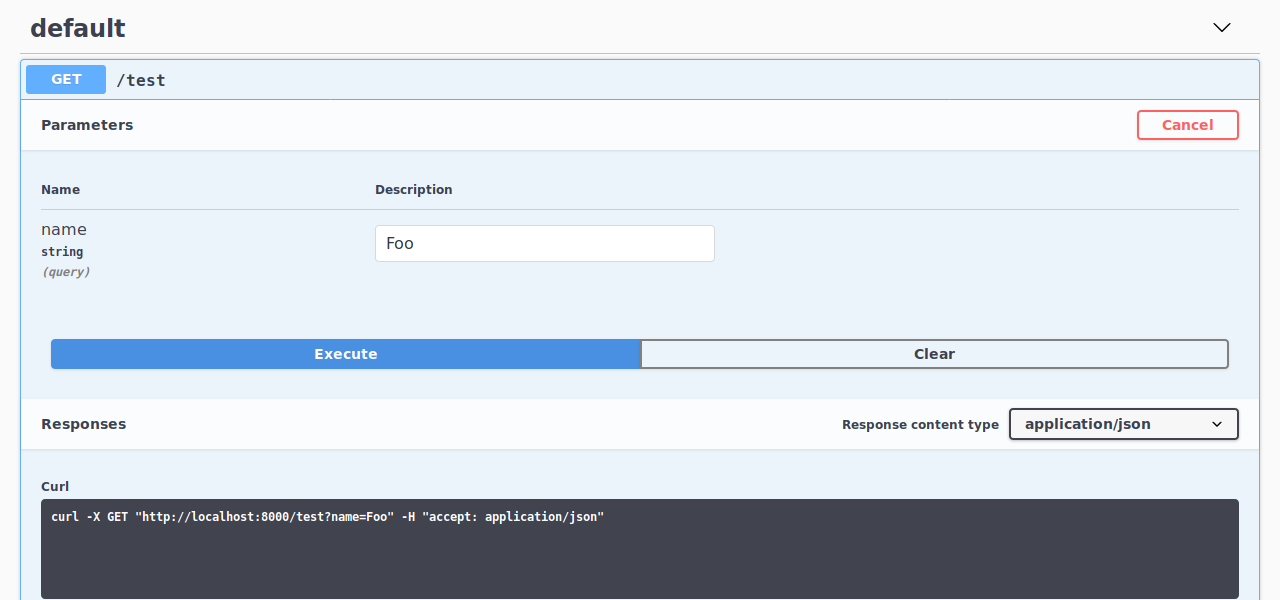 default
GET /test
Parameters Cancel
Name Description
name
string
(query)
Foo
Execute Clear
Responses Response content type application/json
Curl
curl -X GET "http://localhost:8000/test?name=Foo" -H "accept: application/json"